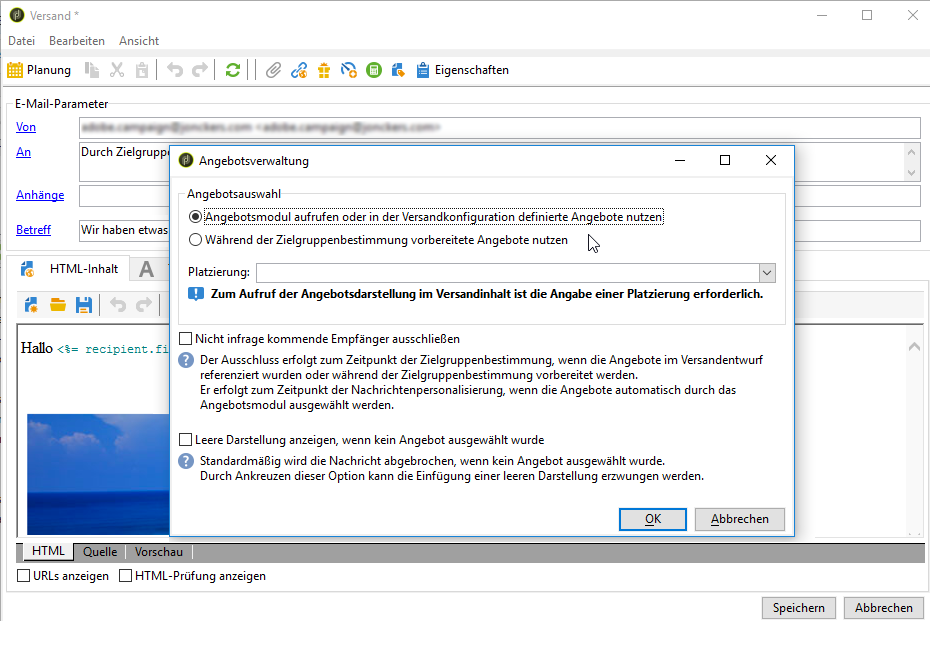 Versand *
Datei Bearbeiten Ansicht
Planung Eigenschaften
E-Mail-Parameter
Von
An Durch Zielgruppe
Anhänge
Betreff Wir haben etwas
HTML-Inhalt A
Hallo <%= recipient.fi
Angebotsverwaltung
Angebotsauswahl
Angebotsmodul aufrufen oder in der Versandkonfiguration definierte Angebote nutzen
Während der Zielgruppenbestimmung vorbereitete Angebote nutzen
Platzierung:
Zum Aufruf der Angebotsdarstellung im Versandinhalt ist die Angabe einer Platzierung erforderlich.
Nicht infrage kommende Empfänger ausschließen
Der Ausschluss erfolgt zum Zeitpunkt der Zielgruppenbestimmung, wenn die Angebote im Versandentwurf
referenziert wurden oder während der Zielgruppenbestimmung vorbereitet werden.
Er erfolgt zum Zeitpunkt der Nachrichtenpersonalisierung, wenn die Angebote automatisch durch das
Angebotsmodul ausgewählt werden.
Leere Darstellung anzeigen, wenn kein Angebot ausgewählt wurde
Standardmäßig wird die Nachricht abgebrochen, wenn kein Angebot ausgewählt wurde.
Durch Ankreuzen dieser Option kann die Einfügung einer leeren Darstellung erzwungen werden.
OK Abbrechen
HTML Quelle Vorschau
URLs anzeigen HTML-Prüfung anzeigen
Speichern Abbrechen